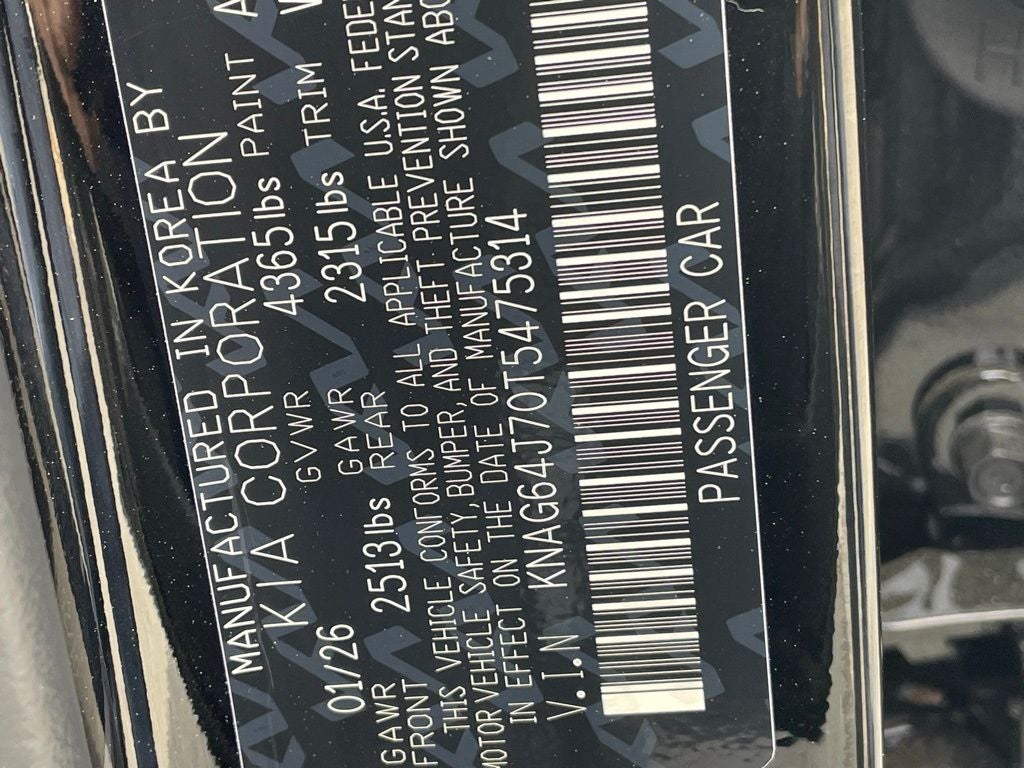 MANUFACTURED IN KOREA BY
KIA CORPORATION
01/26 GVWR 4365lbs PAINT A
GAWR FRONT 2513lbs GAWR REAR 2315lbs TRIM
THIS VEHICLE CONFORMS TO ALL APPLICABLE U.S.A. FEDE
MOTOR VEHICLE SAFETY, BUMPER, AND THEFT PREVENTION STAN
IN EFFECT ON THE DATE OF MANUFACTURE SHOWN ABO
V.I.N KNAG64J70T5475314
PASSENGER CAR